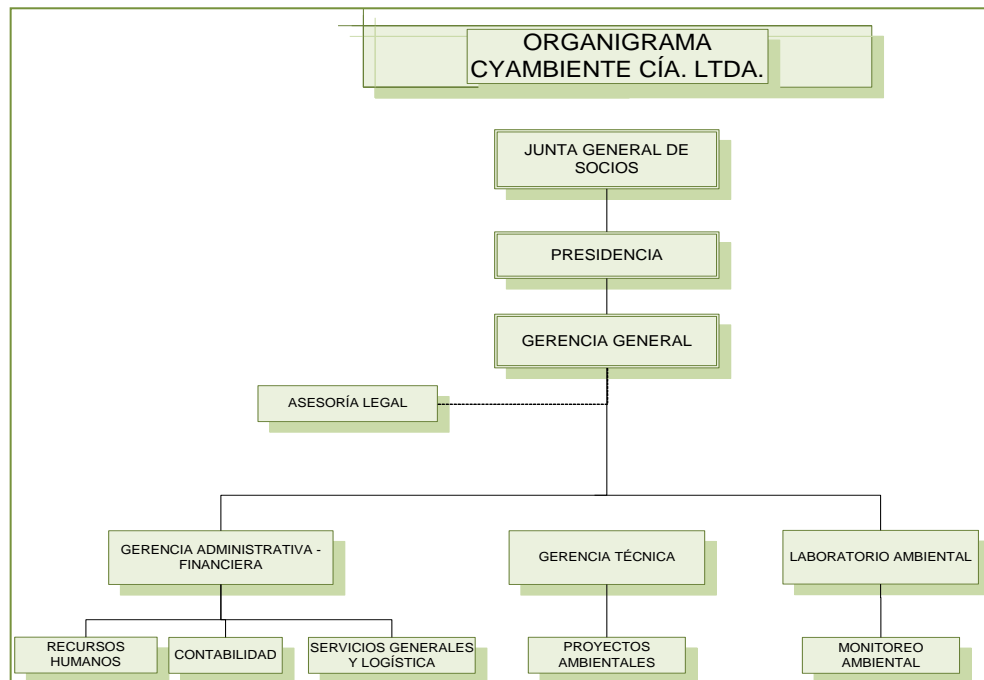 ORGANIGRAMA
CYAMBIENTE CÍA. LTDA.
JUNTA GENERAL DE
SOCIOS
PRESIDENCIA
GERENCIA GENERAL
ASESORÍA LEGAL
GERENCIA ADMINISTRATIVA -
FINANCIERA
GERENCIA TÉCNICA
LABORATORIO AMBIENTAL
RECURSOS
HUMANOS
CONTABILIDAD
SERVICIOS GENERALES
Y LOGÍSTICA
PROYECTOS
AMBIENTALES
MONITOREO
AMBIENTAL